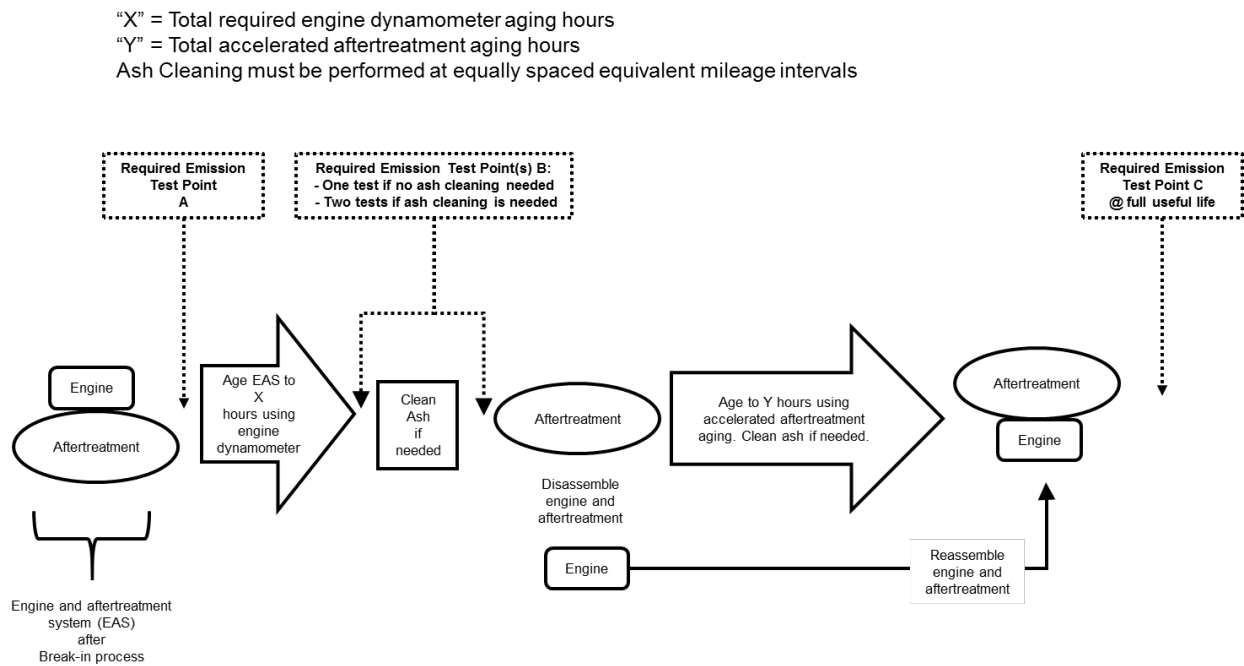 “X” = Total required engine dynamometer aging hours
“Y” = Total accelerated aftertreatment aging hours
Ash Cleaning must be performed at equally spaced equivalent mileage intervals
Required Emission
Test Point
A
Required Emission Test Point(s) B:
- One test if no ash cleaning needed
- Two tests if ash cleaning is needed
Required Emission
Test Point C
@ full useful life
Engine
Aftertreatment
Age EAS to
X
hours using
engine
dynamometer
Clean
Ash
if
needed
Aftertreatment
Age to Y hours using
accelerated aftertreatment
aging. Clean ash if needed.
Aftertreatment
Engine
Disassemble
engine and
aftertreatment
Engine
Reassemble
engine and
aftertreatment
Engine and aftertreatment
system (EAS)
after
Break-in process